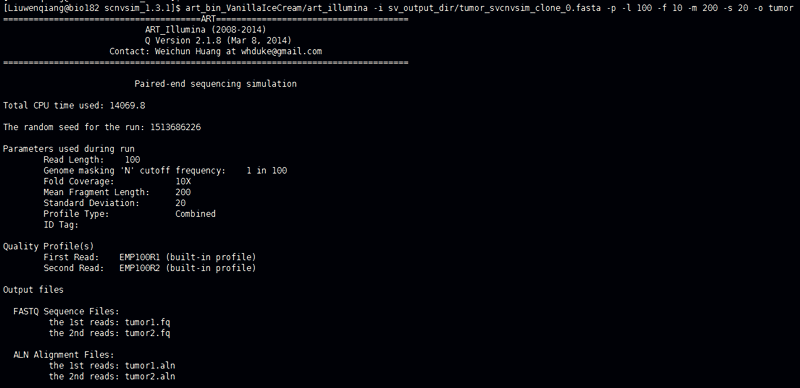 [Liuwenqiang@bio182 scnvsim_1.3.1]$ art_bin_VanillaIceCream/art_illumina -i sv_output_dir/tumor_svcnvsim_clone_0.fasta -p -l 100 -f 10 -m 200 -s 20 -o tumor
=======================================ART======================================
ART_Illumina (2008-2014)
Q Version 2.1.8 (Mar 8, 2014)
Contact: Weichun Huang at whduke@gmail.com
================================================================================
Paired-end sequencing simulation
Total CPU time used: 14069.8
The random seed for the run: 1513686226
Parameters used during run
Read Length: 100
Genome masking 'N' cutoff frequency: 1 in 100
Fold Coverage: 10X
Mean Fragment Length: 200
Standard Deviation: 20
Profile Type: Combined
ID Tag:
Quality Profile(s)
First Read: EMP100R1 (built-in profile)
Second Read: EMP100R2 (built-in profile)
Output files
FASTQ Sequence Files:
the 1st reads: tumor1.fq
the 2nd reads: tumor2.fq
ALN Alignment Files:
the 1st reads: tumor1.aln
the 2nd reads: tumor2.aln